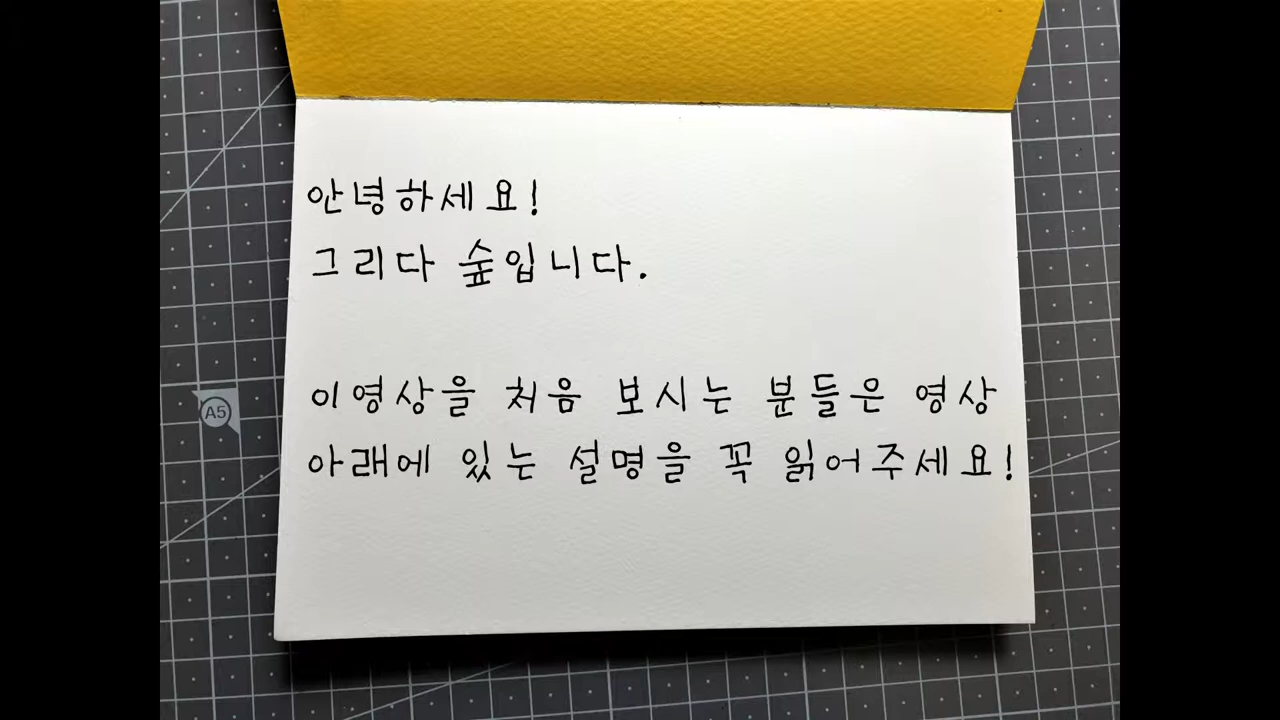 안녕하세요!
그리다 숲입니다.
이영상을 처음 보시는 분들은 영상
아래에 있는 설명을 꼭 읽어주세요!
A5